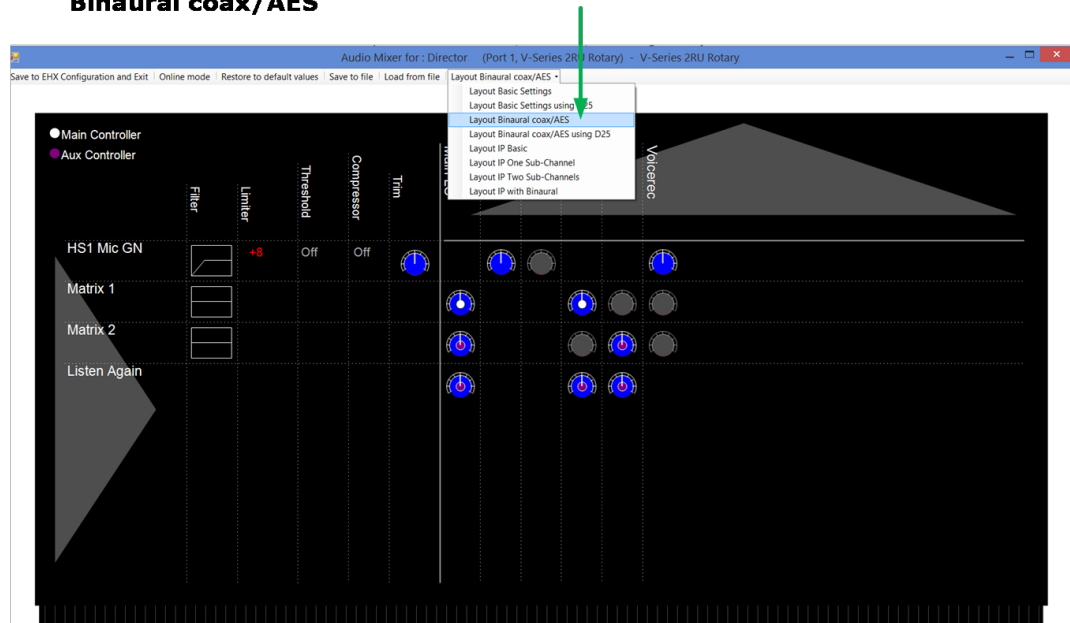 Binaural coax/AES
Audio Mixer for : Director (Port 1, V-Series 2RU Rotary) - V-Series 2RU Rotary
Save to EHX Configuration and Exit Online mode Restore to default values Save to file Load from file Layout Binaural coax/AES
Layout Basic Settings
Layout Basic Settings using
Layout Binaural coax/AES
Layout Binaural coax/AES using D25
Layout IP Basic
Layout IP One Sub-Channel
Layout IP Two Sub-Channels
Layout IP with Binaural
Main Controller
Aux Controller
Filter
Limiter
Threshold
Compressor
Trim
Voicerec
HS1 Mic GN
+8 Off Off
Matrix 1
Matrix 2
Listen Again